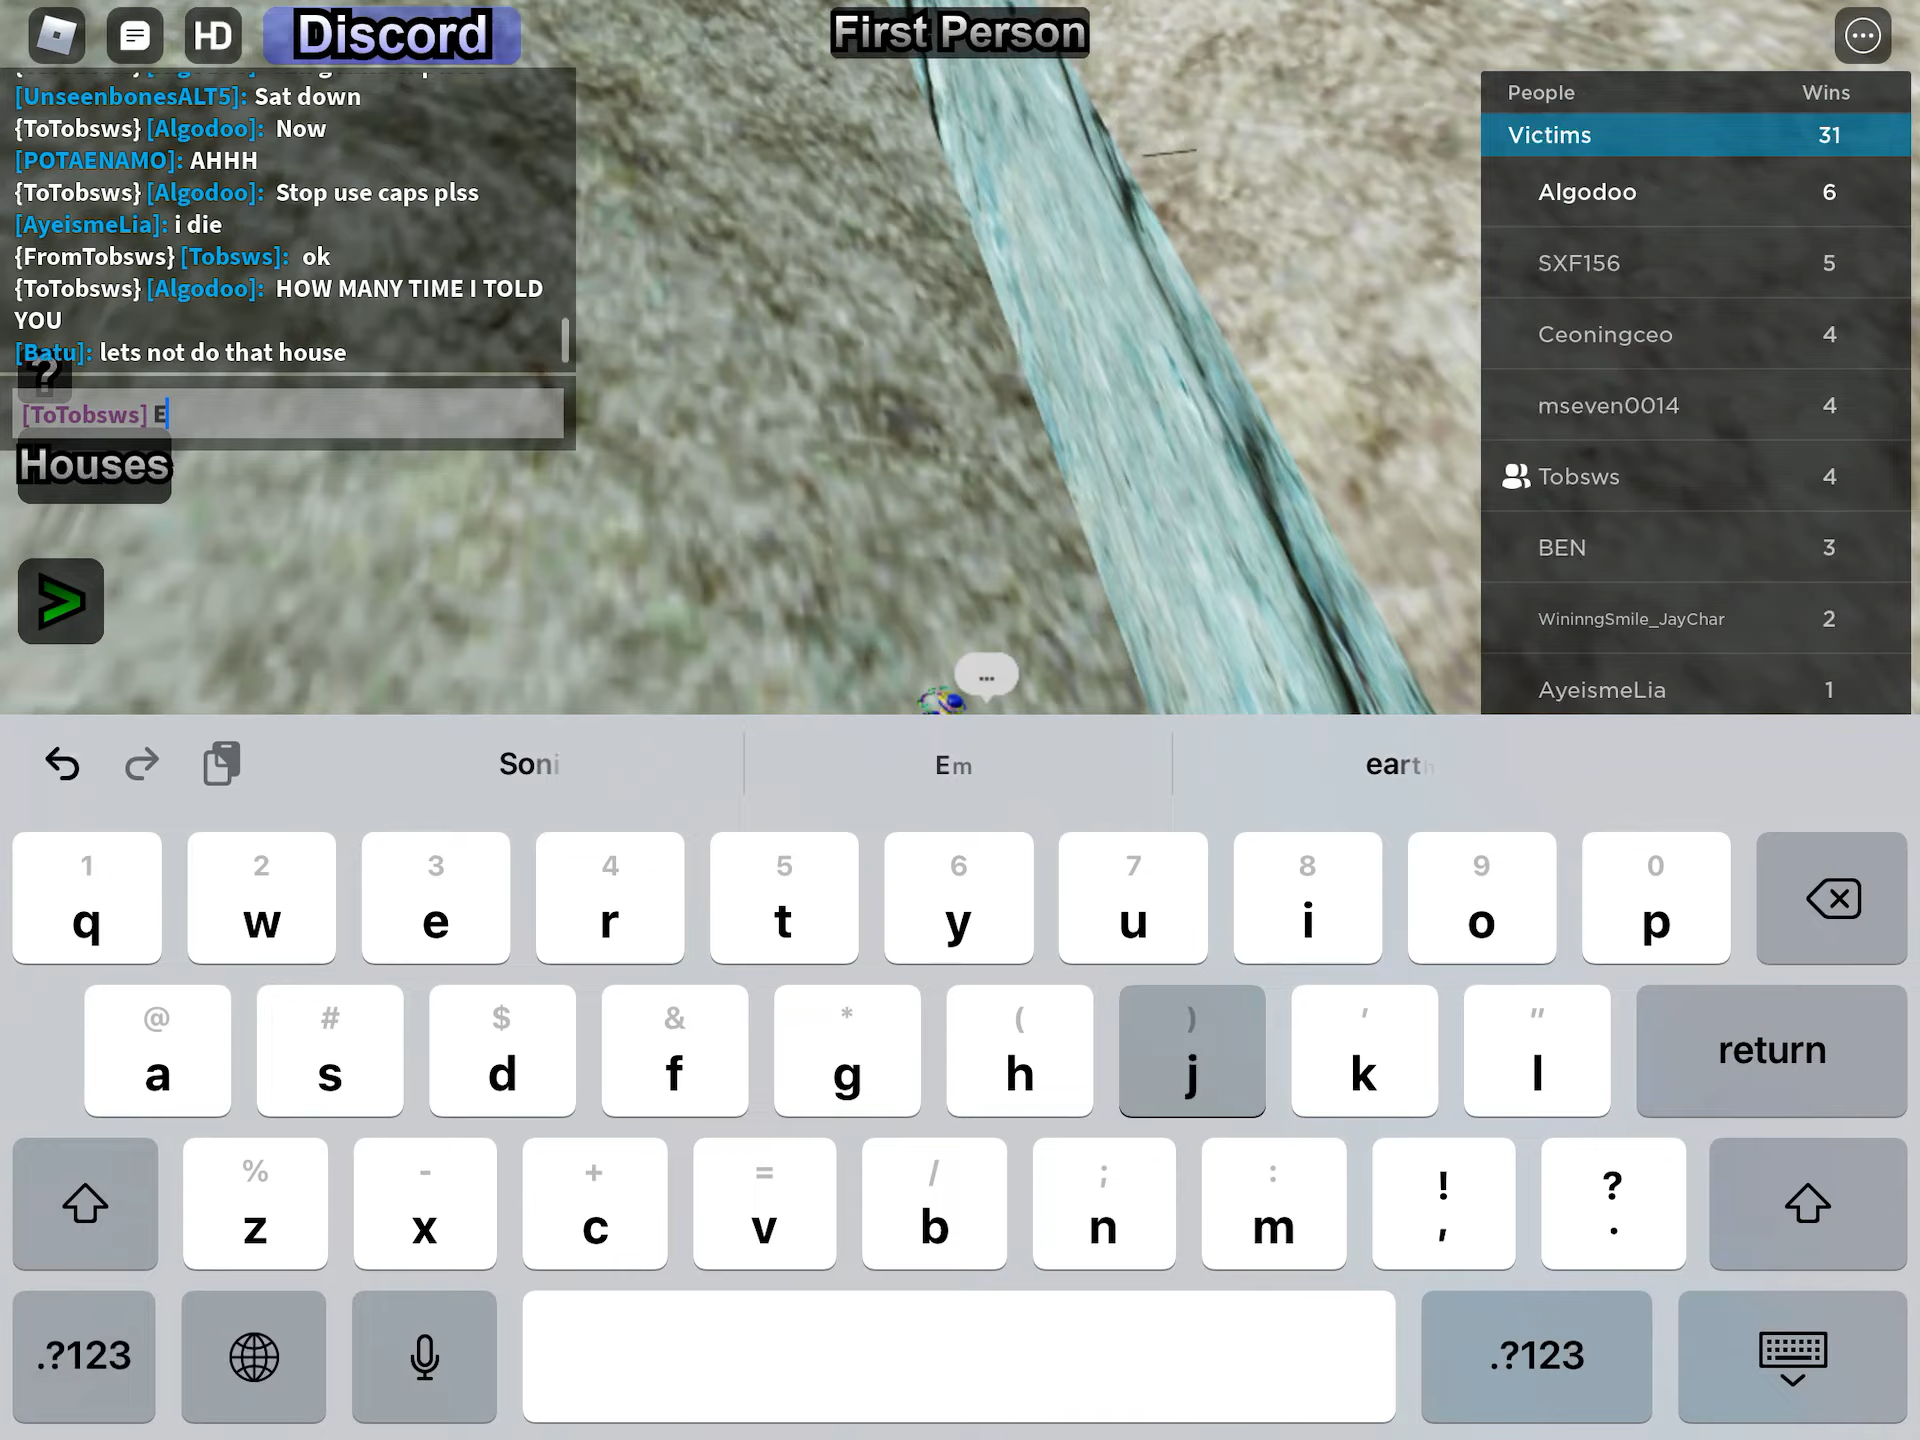 HD
Discord
First Person
[UnseenbonesALT5]: Sat down
{ToTobsws} [Algodoo]: Now
[POTAENAMO]: AHHH
{ToTobsws} [Algodoo]: Stop use caps plss
[AyeismeLia]: i die
{FromTobsws} [Tobsws]: ok
{ToTobsws} [Algodoo]: HOW MANY TIME I TOLD
YOU
[Batu]: lets not do that house
?
[ToTobsws] E
Houses
>
People Wins
Victims 31
Algodoo 6
SXF156 5
Ceoningceo 4
mseven0014 4
Tobsws 4
BEN 3
WininngSmile_JayChar 2
AyeismeLia 1
...
Soni Em earth
1 2 3 4 5 6 7 8 9 0
q w e r t y u i o p
@ # $ & * ( ) ' "
a s d f g h j k l return
% - + = / ; : ! ?
z x c v b n m , .
.?123 .?123